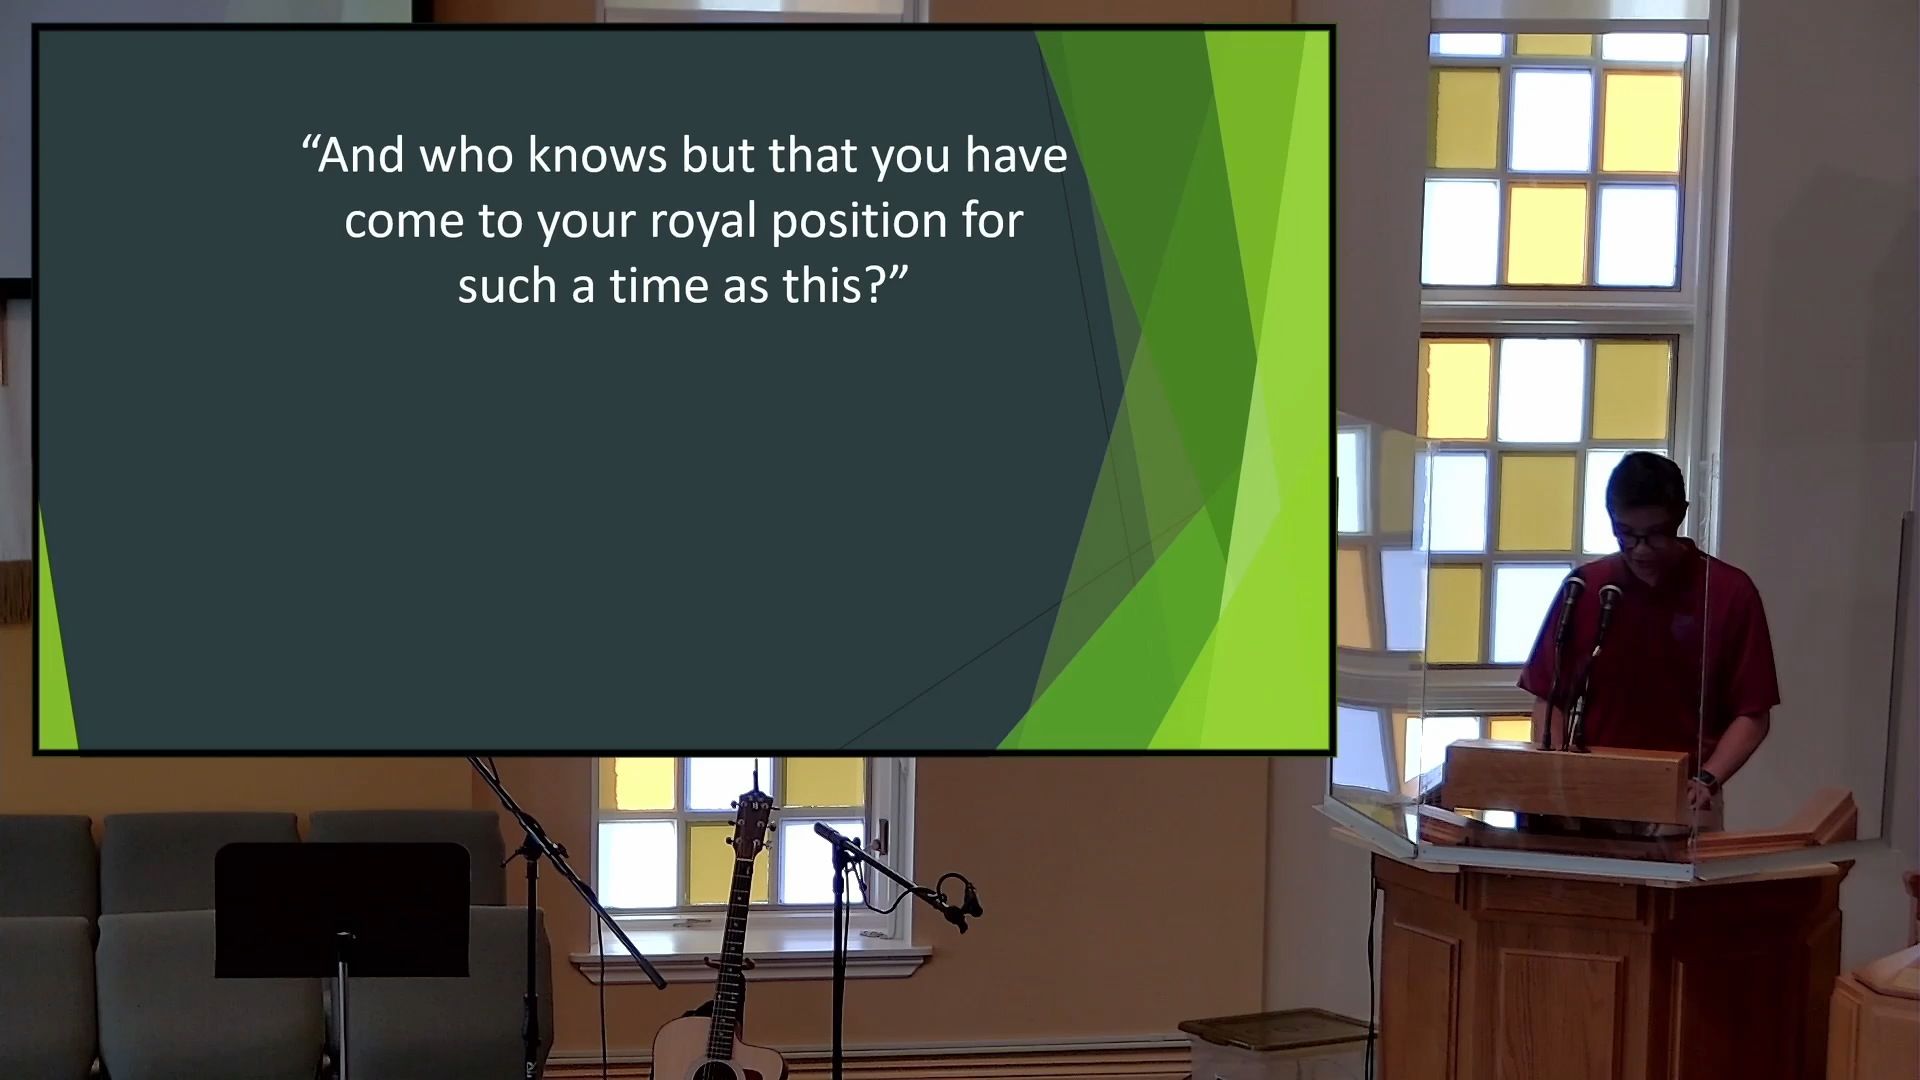 “And who knows but that you have
come to your royal position for
such a time as this?”